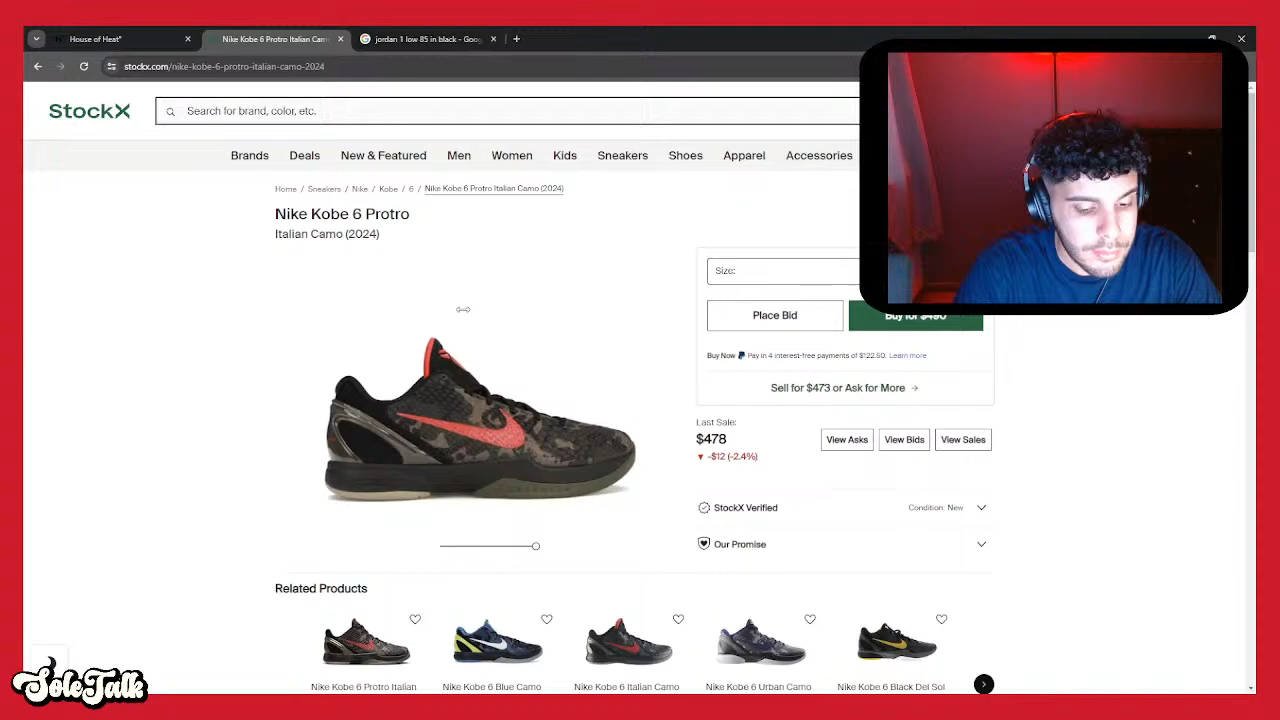 House of Heat°
Nike Kobe 6 Protro Italian Cam
jordan 1 low 85 in black - Goog
stockx.com/nike-kobe-6-protro-italian-camo-2024
StockX
Search for brand, color, etc.
Brands Deals New & Featured Men Women Kids Sneakers Shoes Apparel Accessories
Home / Sneakers / Nike / Kobe / 6 / Nike Kobe 6 Protro Italian Camo (2024)
Nike Kobe 6 Protro
Italian Camo (2024)
Size:
Place Bid
Buy for $490
Buy Now Pay in 4 interest-free payments of $122.50. Learn more
Sell for $473 or Ask for More →
Last Sale:
$478
▼ -$12 (-2.4%)
View Asks
View Bids
View Sales
StockX Verified
Condition: New
Our Promise
Related Products
Nike Kobe 6 Protro Italian
Nike Kobe 6 Blue Camo
Nike Kobe 6 Italian Camo
Nike Kobe 6 Urban Camo
Nike Kobe 6 Black Del Sol
SoleTalk